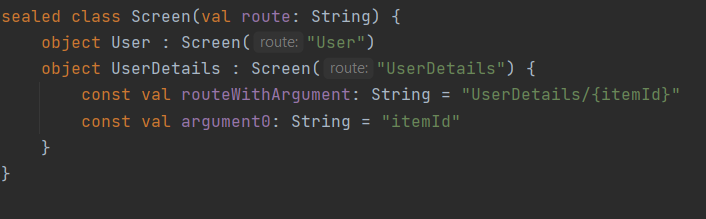 sealed class Screen(val route: String) {
object User : Screen( route: "User")
object UserDetails : Screen( route: "UserDetails") {
const val routeWithArgument: String = "UserDetails/{itemId}"
const val argument0: String = "itemId"
}
}